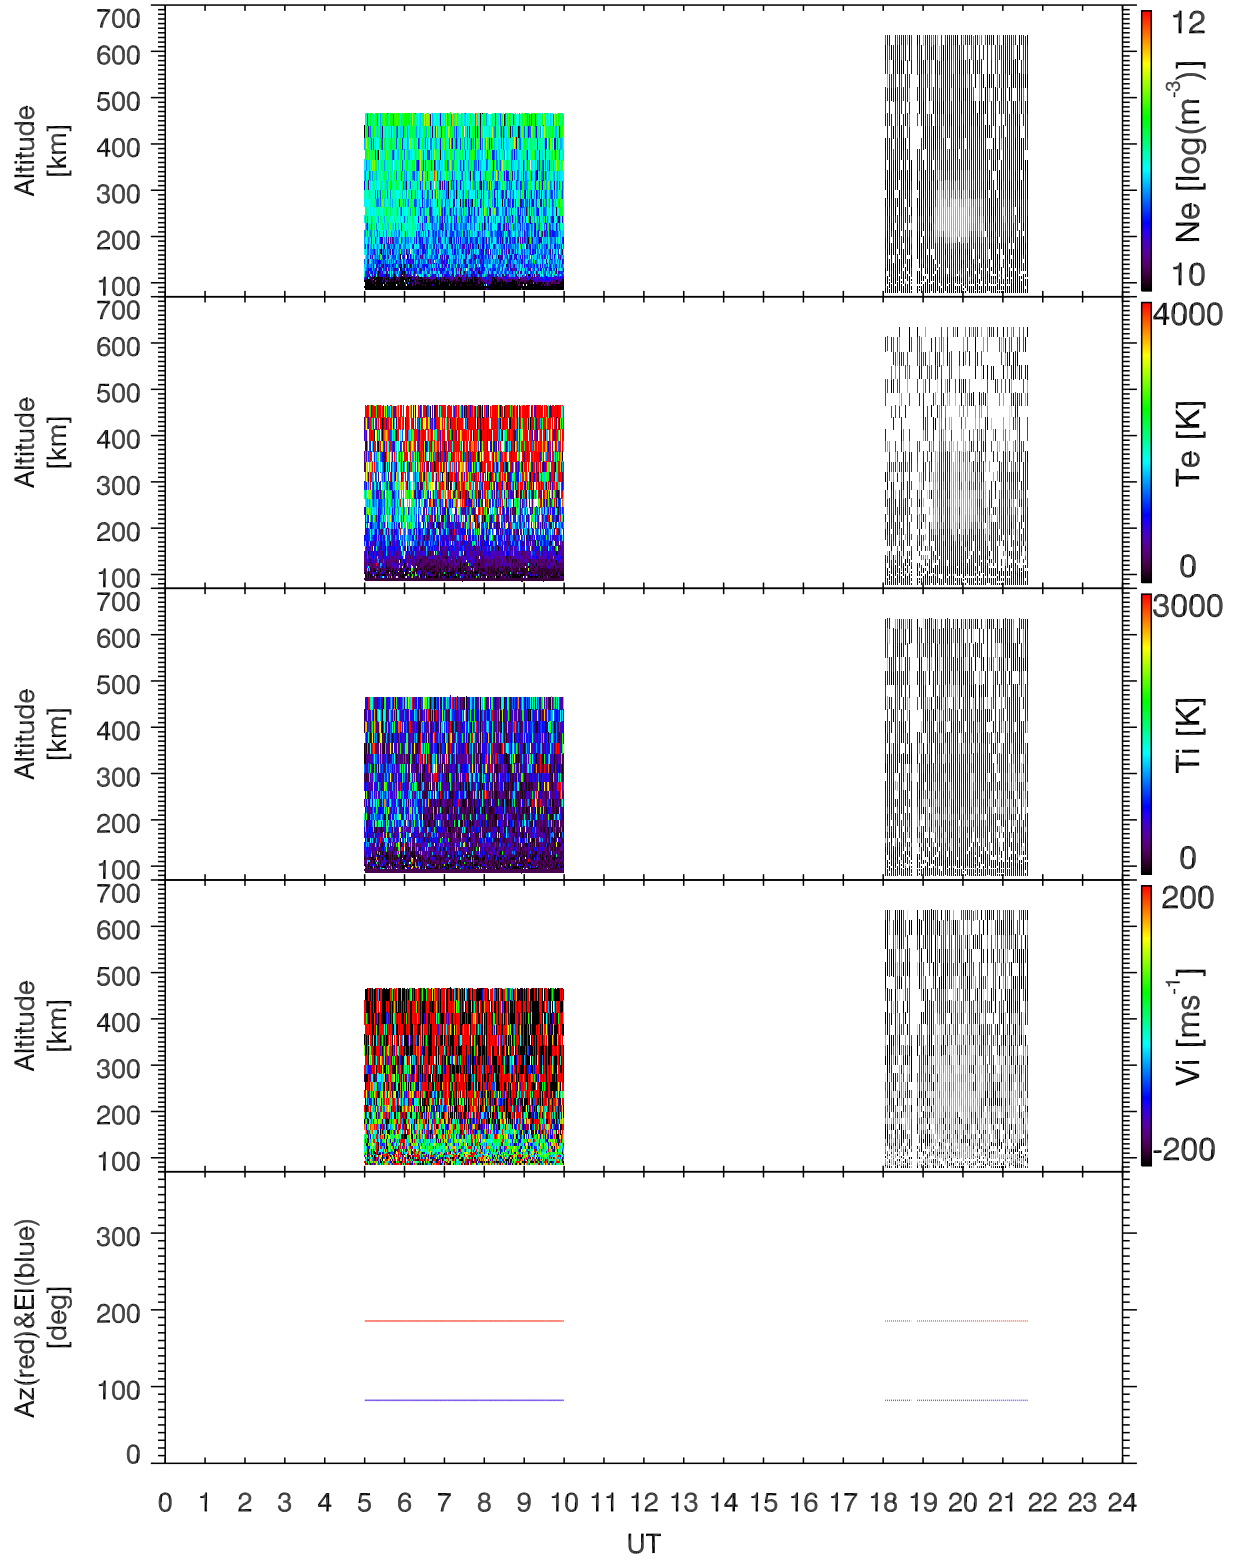 700
600
500
400
300
200
100
Altitude
[km]
12
10
Ne [log(m⁻³)]
700
600
500
400
300
200
100
Altitude
[km]
4000
0
Te [K]
700
600
500
400
300
200
100
Altitude
[km]
3000
0
Ti [K]
700
600
500
400
300
200
100
Altitude
[km]
200
-200
Vi [ms⁻¹]
300
200
100
0
Az(red)&El(blue)
[deg]
0 1 2 3 4 5 6 7 8 9 10 11 12 13 14 15 16 17 18 19 20 21 22 23 24
UT